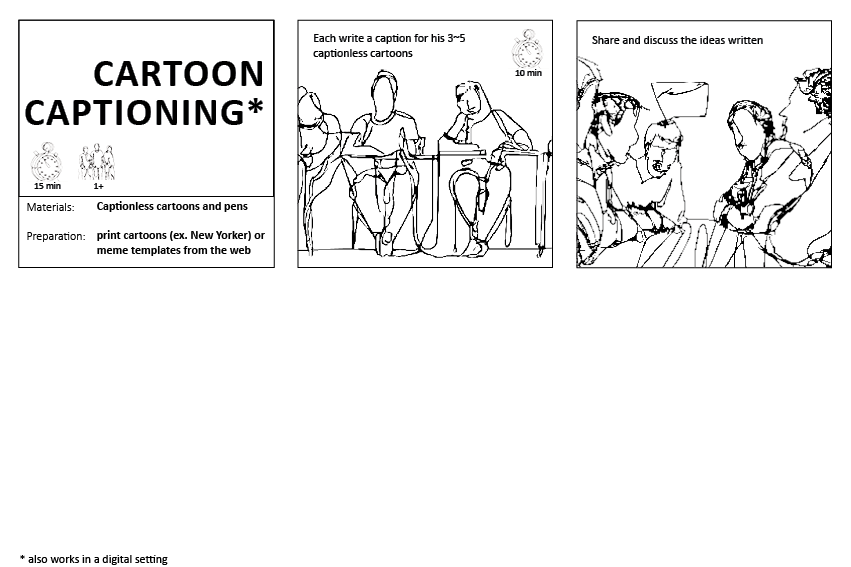 CARTOON
CAPTIONING*
15 min
1+
Materials: Captionless cartoons and pens
Preparation: print cartoons (ex. New Yorker) or
meme templates from the web
Each write a caption for his 3~5
captionless cartoons
10 min
Share and discuss the ideas written
* also works in a digital setting